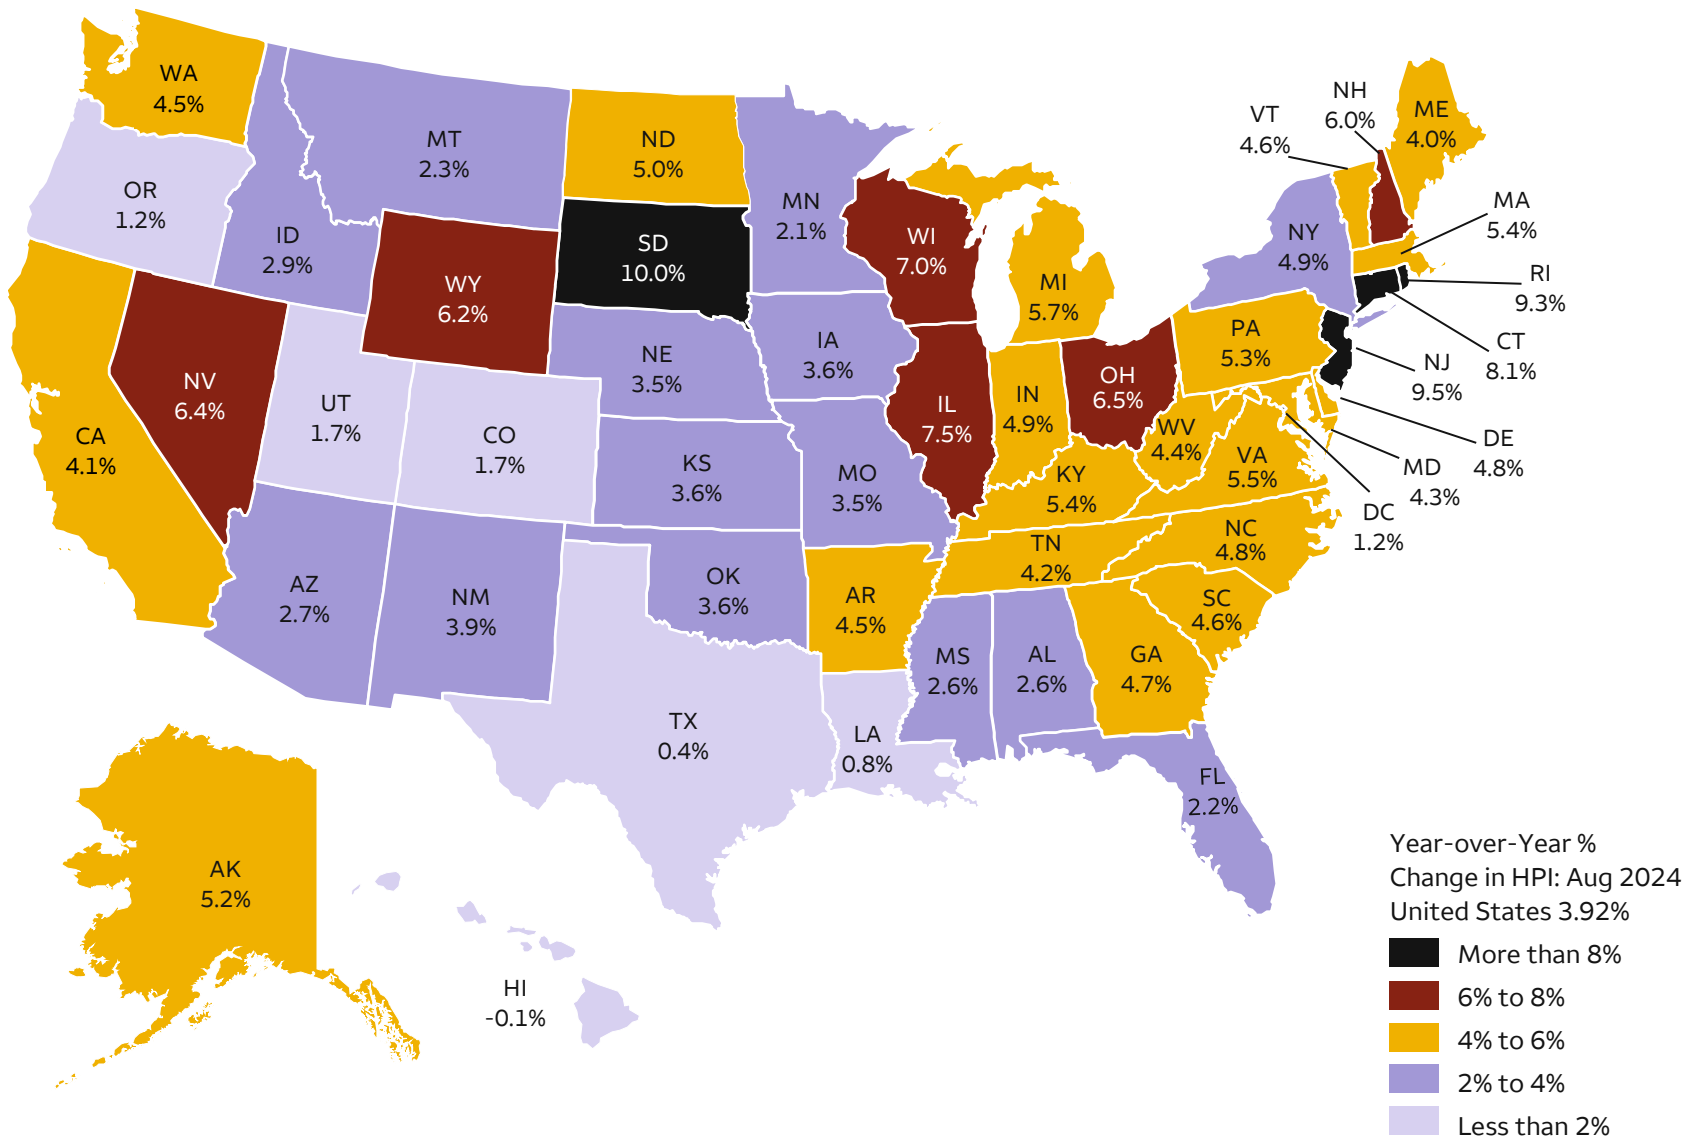 WA
4.5%
OR
1.2%
CA
4.1%
NV
6.4%
ID
2.9%
MT
2.3%
WY
6.2%
UT
1.7%
CO
1.7%
AZ
2.7%
NM
3.9%
ND
5.0%
SD
10.0%
NE
3.5%
KS
3.6%
OK
3.6%
TX
0.4%
MN
2.1%
IA
3.6%
MO
3.5%
AR
4.5%
LA
0.8%
WI
7.0%
IL
7.5%
MI
5.7%
IN
4.9%
OH
6.5%
KY
5.4%
TN
4.2%
MS
2.6%
AL
2.6%
GA
4.7%
FL
2.2%
SC
4.6%
NC
4.8%
VA
5.5%
WV
4.4%
PA
5.3%
NY
4.9%
VT
4.6%
NH
6.0%
ME
4.0%
MA
5.4%
RI
9.3%
CT
8.1%
NJ
9.5%
DE
4.8%
MD
4.3%
DC
1.2%
AK
5.2%
HI
-0.1%
Year-over-Year %
Change in HPI: Aug 2024
United States 3.92%
More than 8%
6% to 8%
4% to 6%
2% to 4%
Less than 2%